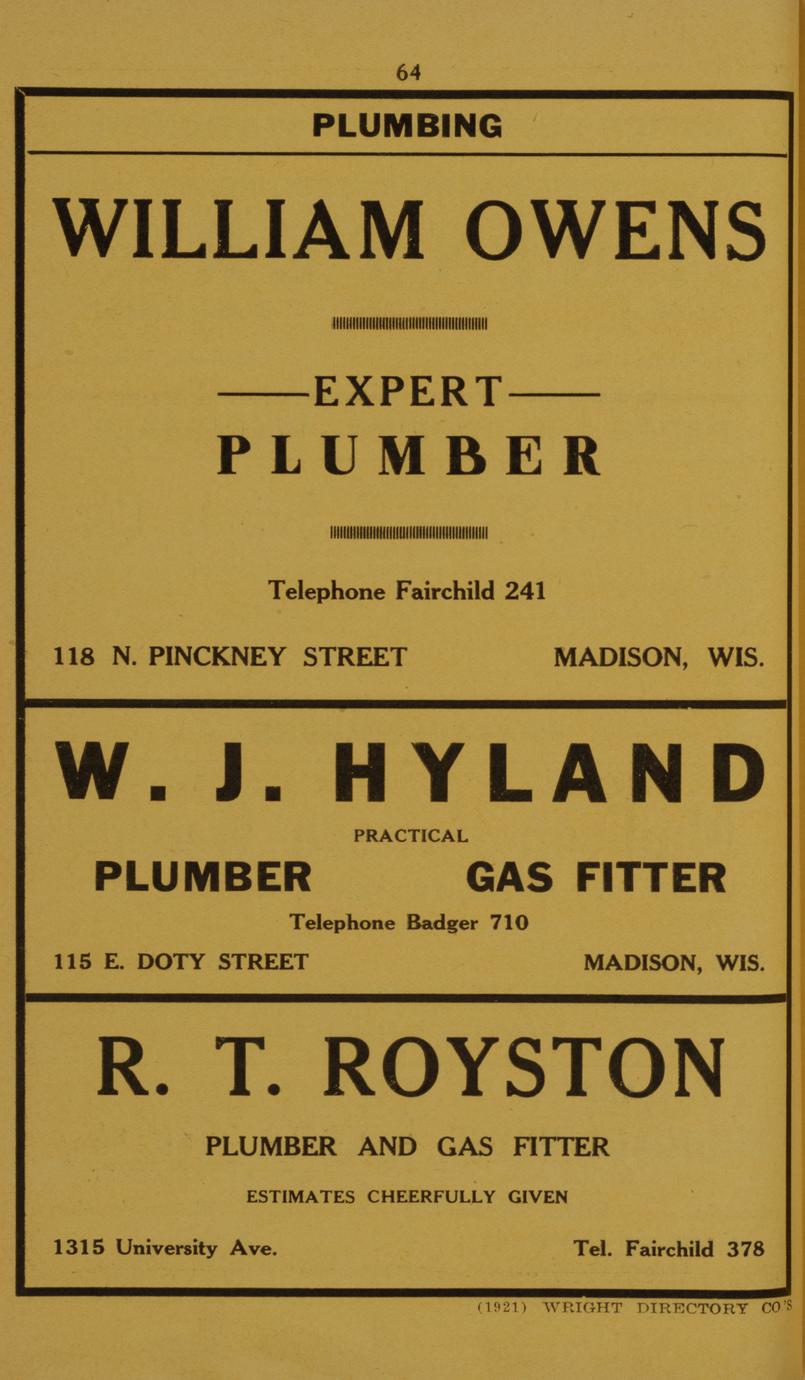 64
PLUMBING
WILLIAM OWENS
EXPERT
PLUMBER
Telephone Fairchild 241
118 N. PINCKNEY STREET MADISON, WIS.
W. J. HYLAND
PRACTICAL
PLUMBER GAS FITTER
Telephone Badger 710
115 E. DOTY STREET MADISON, WIS.
R. T. ROYSTON
PLUMBER AND GAS FITTER
ESTIMATES CHEERFULLY GIVEN
1315 University Ave. Tel. Fairchild 378
(1921) WRIGHT DIRECTORY CO'S